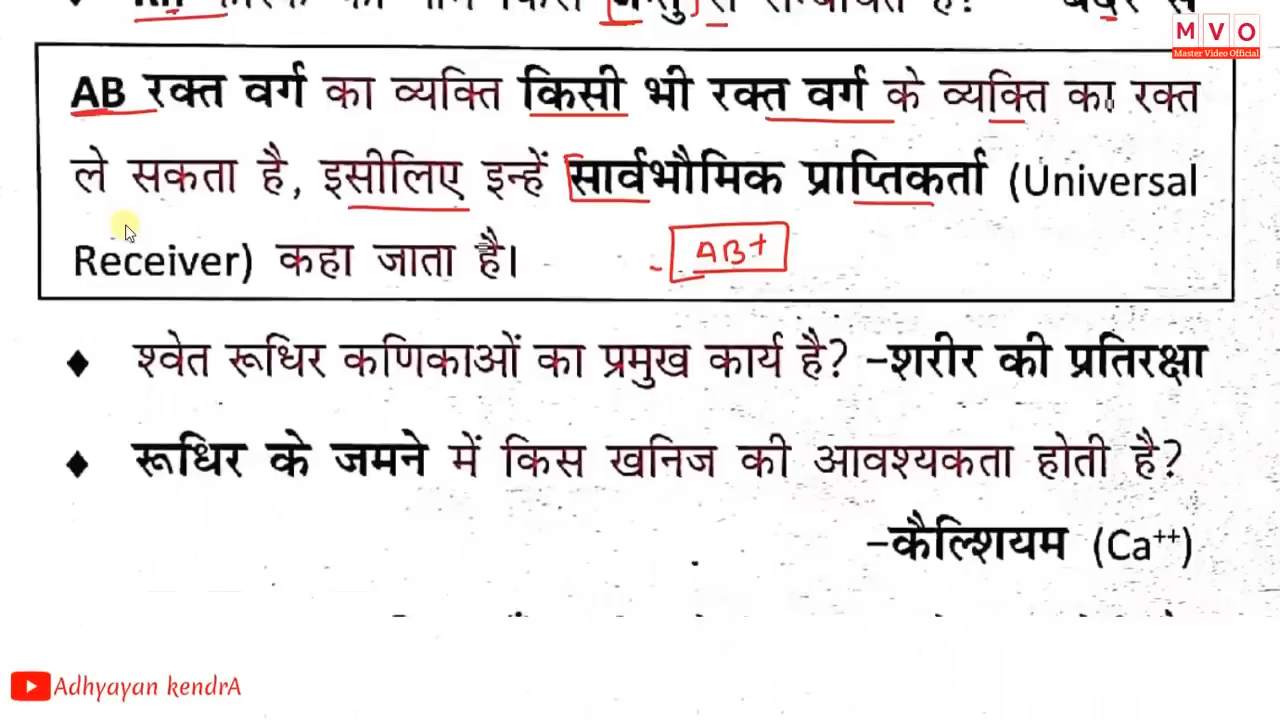 MVO
Master Video Official
AB रक्त वर्ग का व्यक्ति किसी भी रक्त वर्ग के व्यक्ति का रक्त
ले सकता है, इसीलिए इन्हें सार्वभौमिक प्राप्तिकर्ता (Universal
Receiver) कहा जाता है।
- AB+
♦ श्वेत रूधिर कणिकाओं का प्रमुख कार्य है? -शरीर की प्रतिरक्षा
♦ रूधिर के जमने में किस खनिज की आवश्यकता होती है?
-कैल्शियम (Ca⁺⁺)
Adhyayan kendrA